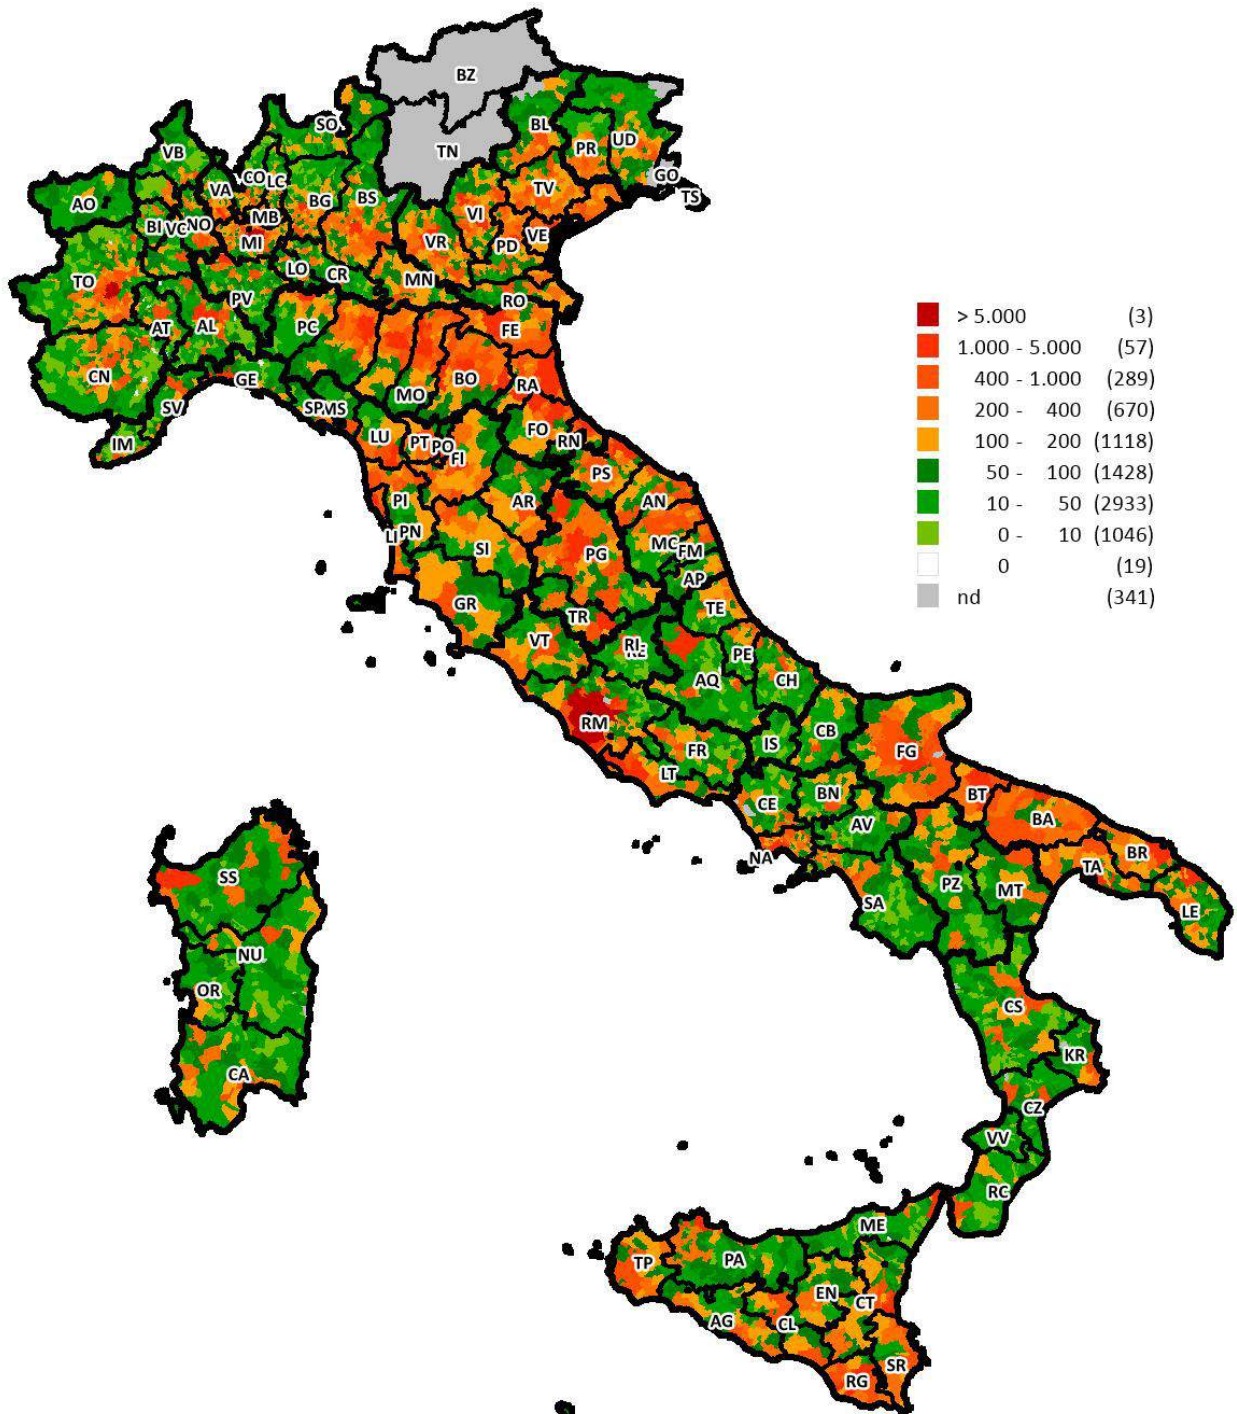 BZ
SO
BL
UD
PR
TN
VB
GO
CO
LC
VA
TV
TS
AO
BG
BS
VI
MB
BI
VC
NO
VE
MI
VR
PD
LO
CR
MN
TO
PV
RO
> 5.000 (3)
1.000 - 5.000 (57)
400 - 1.000 (289)
200 - 400 (670)
100 - 200 (1118)
50 - 100 (1428)
10 - 50 (2933)
0 - 10 (1046)
0 (19)
nd (341)
AT
AL
PC
FE
CN
GE
BO
RA
MO
SV
SP
MS
IM
LU
PT
PO
FO
RN
FI
PS
PI
AR
AN
LI
PN
SI
MC
FM
PG
AP
GR
TE
TR
VT
RI
PE
AQ
CH
RM
CB
IS
FR
FG
LT
CE
BN
BT
AV
BA
NA
BR
TA
SS
PZ
MT
SA
LE
NU
OR
CS
KR
CA
CZ
VV
RC
ME
TP
PA
EN
CT
AG
CL
SR
RG